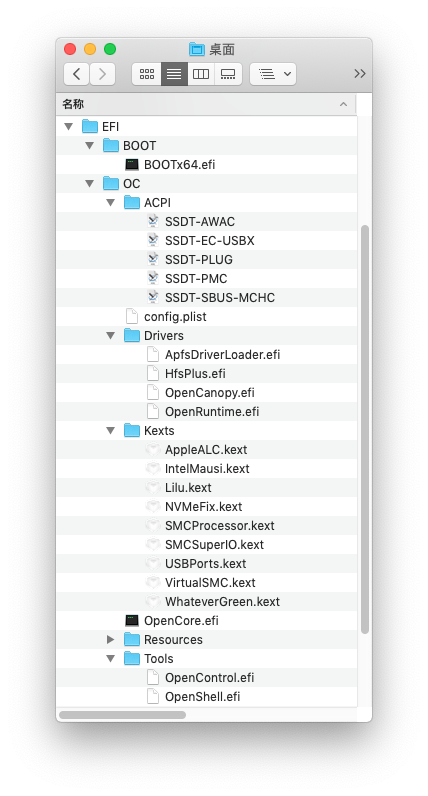 桌面
名称
EFI
BOOT
BOOTx64.efi
OC
ACPI
SSDT-AWAC
SSDT-EC-USBX
SSDT-PLUG
SSDT-PMC
SSDT-SBUS-MCHC
config.plist
Drivers
ApfsDriverLoader.efi
HfsPlus.efi
OpenCanopy.efi
OpenRuntime.efi
Kexts
AppleALC.kext
IntelMausi.kext
Lilu.kext
NVMeFix.kext
SMCProcessor.kext
SMCSuperIO.kext
USBPorts.kext
VirtualSMC.kext
WhateverGreen.kext
OpenCore.efi
Resources
Tools
OpenControl.efi
OpenShell.efi